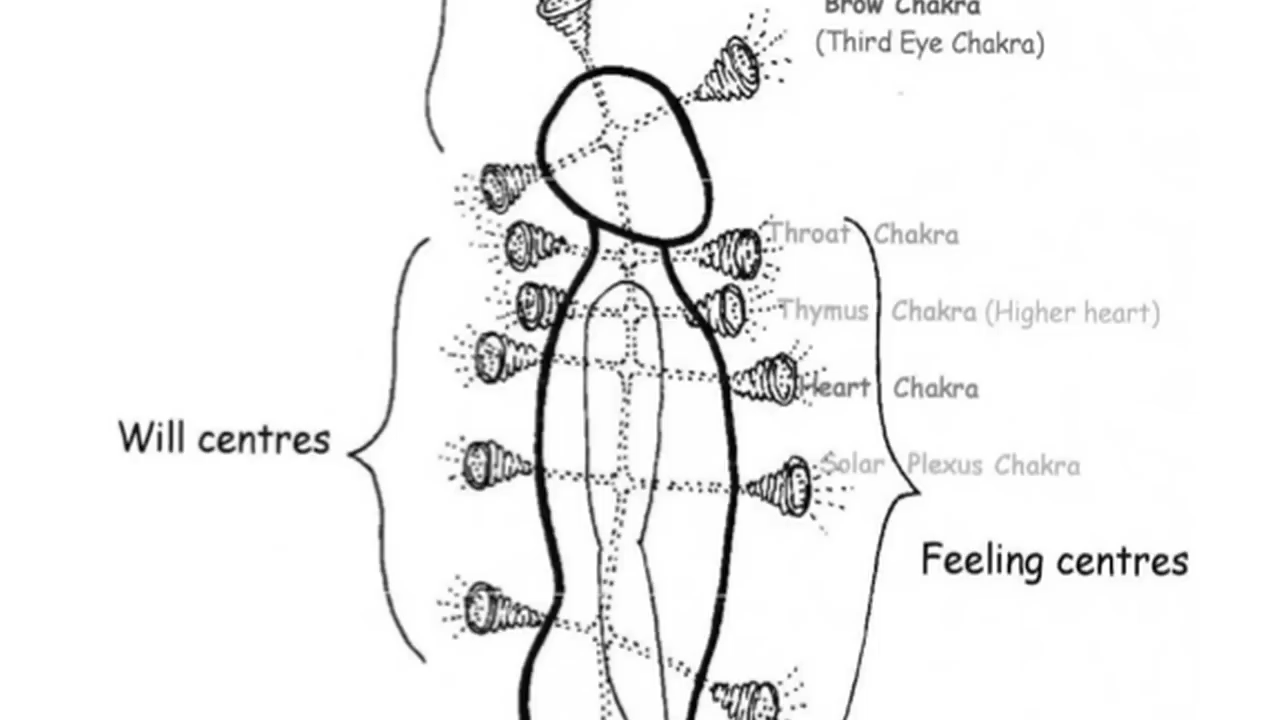 Brow Chakra
(Third Eye Chakra)
Throat Chakra
Thymus Chakra (Higher heart)
Heart Chakra
Will centres
Solar Plexus Chakra
Feeling centres